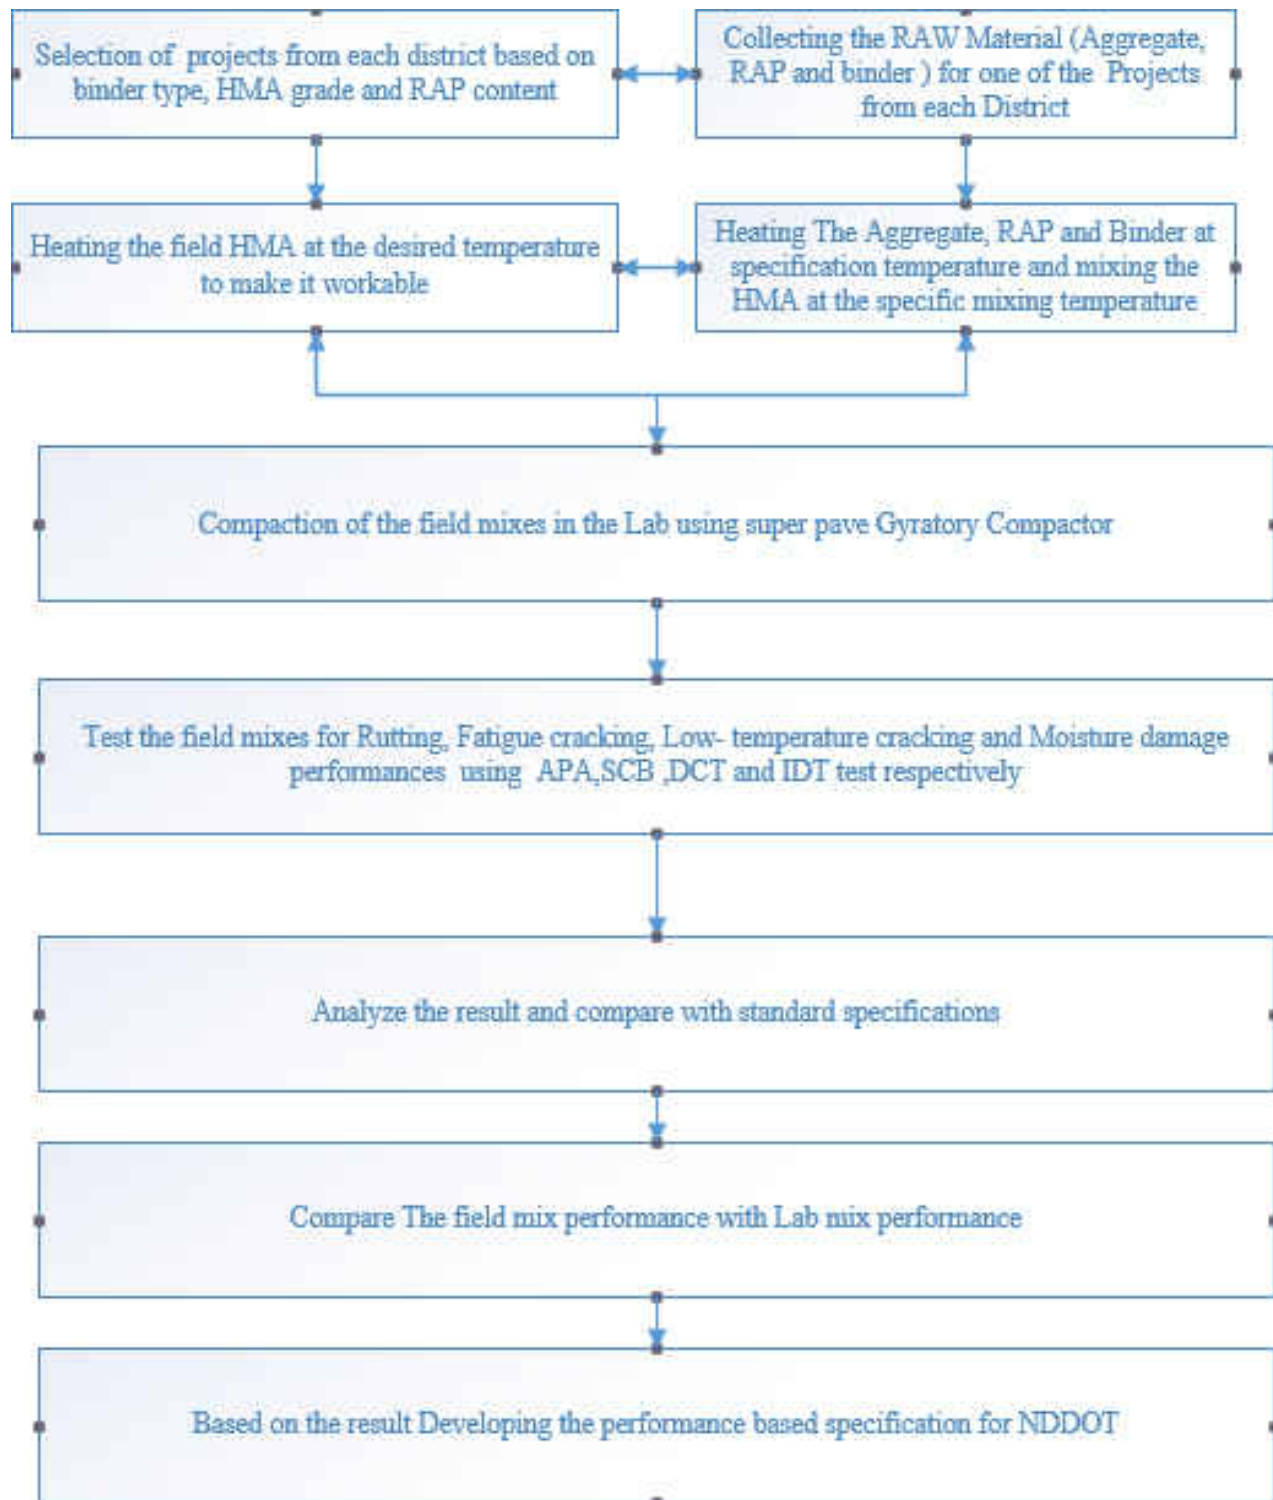 Selection of projects from each district based on
binder type, HMA grade and RAP content
Collecting the RAW Material (Aggregate,
RAP and binder ) for one of the Projects
from each District
Heating the field HMA at the desired temperature
to make it workable
Heating The Aggregate, RAP and Binder at
specification temperature and mixing the
HMA at the specific mixing temperature
Compaction of the field mixes in the Lab using super pave Gyratory Compactor
Test the field mixes for Rutting, Fatigue cracking, Low- temperature cracking and Moisture damage
performances using APA,SCB ,DCT and IDT test respectively
Analyze the result and compare with standard specifications
Compare The field mix performance with Lab mix performance
Based on the result Developing the performance based specification for NDDOT